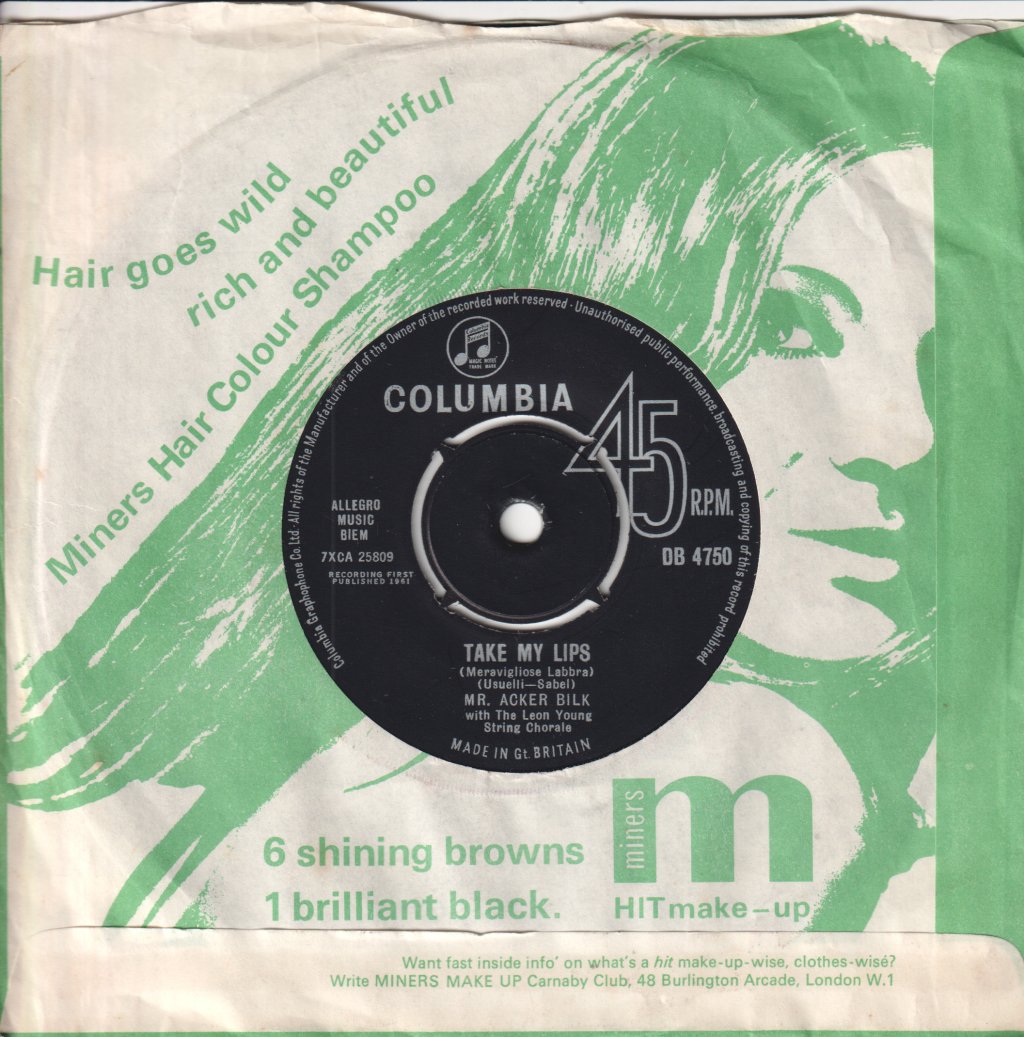 Hair goes wild
rich and beautiful
Miners Hair Colour Shampoo
Columbia Graphophone Co. Ltd. · All rights of the Manufacturer and of the Owner of the recorded work reserved - Unauthorised public performance, broadcasting and copying of this record prohibited
Columbia
Records
MAGIC NOTES
TRADE MARK
COLUMBIA
45
R.P.M.
ALLEGRO
MUSIC
BIEM
7XCA 25809
RECORDING FIRST
PUBLISHED 1961
DB 4750
TAKE MY LIPS
(Meravigliose Labbra)
(Usuelli—Sabel)
MR. ACKER BILK
with The Leon Young
String Chorale
MADE IN Gt. BRITAIN
6 shining browns
1 brilliant black.
miners
m
HIT make-up
Want fast inside info' on what's a hit make-up-wise, clothes-wise?
Write MINERS MAKE UP Carnaby Club, 48 Burlington Arcade, London W.1